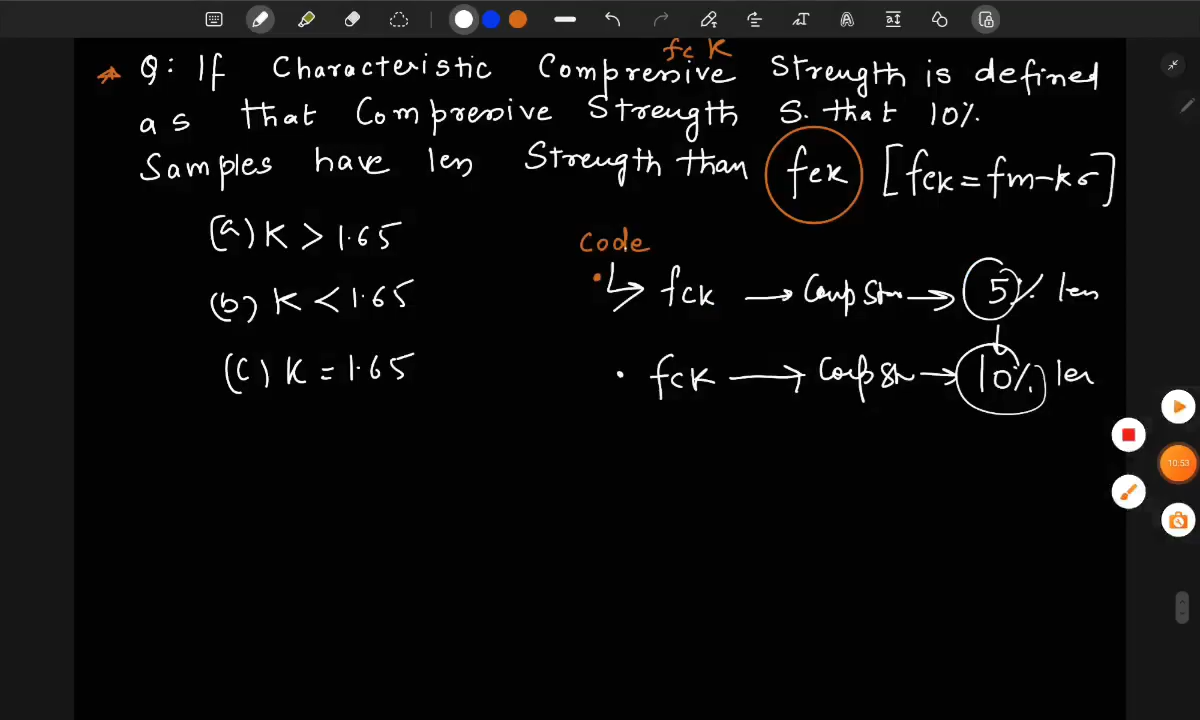 fck
Q: If Characteristic Compressive Strength is defined
as that Compressive Strength S. that 10%
Samples have less Strength than fck [fck = fm - kσ]
(a) K > 1.65
(b) K < 1.65
(c) K = 1.65
Code
fck → Comp Str → 5% less
fck → Comp Str → 10% less
10:53